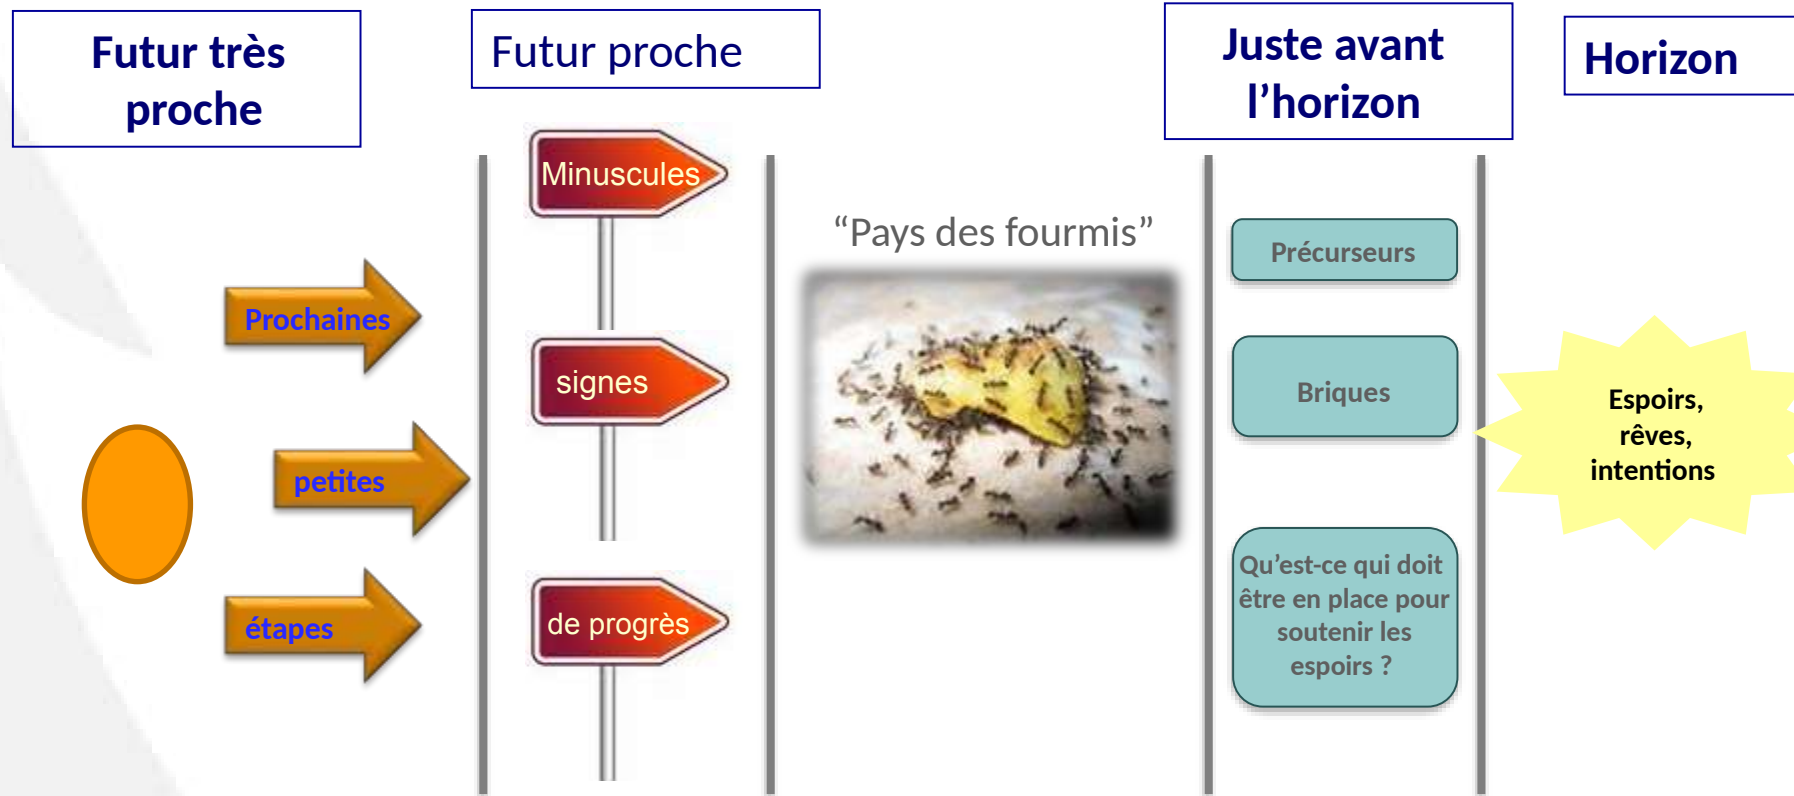 Futur très
proche
Futur proche
Juste avant
l’horizon
Horizon
Prochaines
petites
étapes
Minuscules
signes
de progrès
“Pays des fourmis”
Précurseurs
Briques
Qu’est-ce qui doit
être en place pour
soutenir les
espoirs ?
Espoirs,
rêves,
intentions